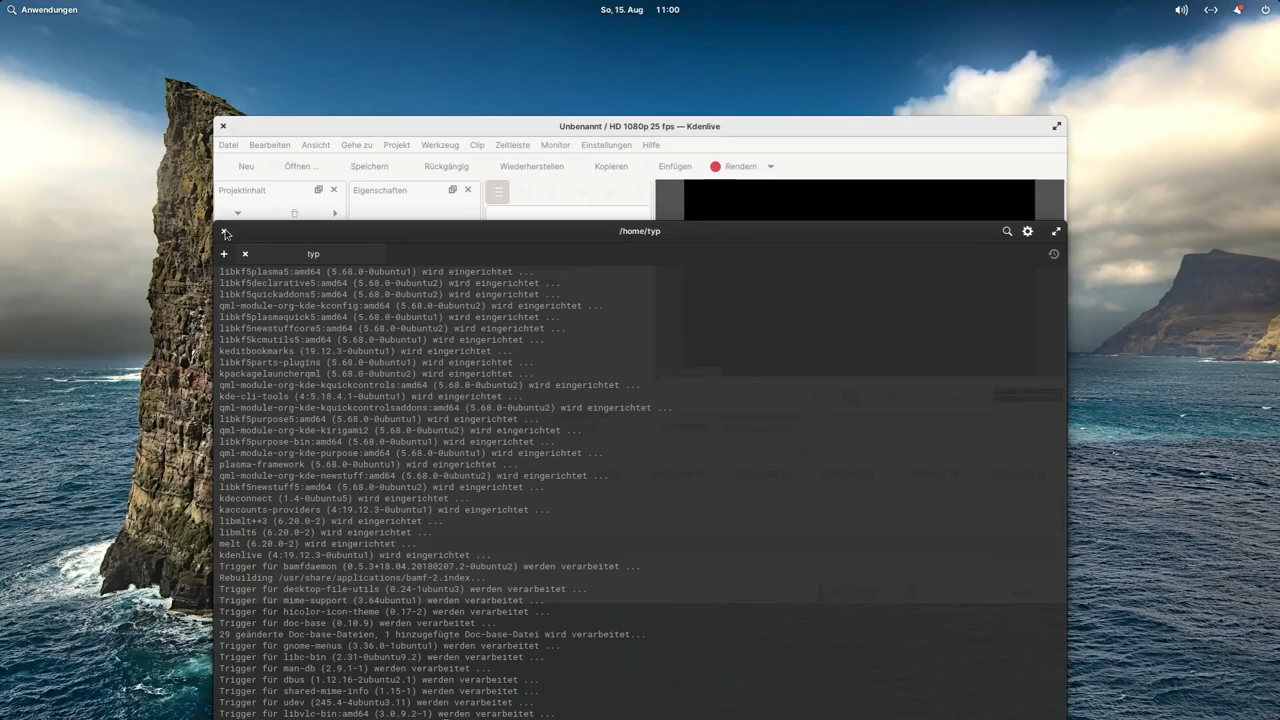 Anwendungen
So, 15. Aug 11:00
Unbenannt / HD 1080p 25 fps — Kdenlive
Datei Bearbeiten Ansicht Gehe zu Projekt Werkzeug Clip Zeitleiste Monitor Einstellungen Hilfe
Neu Öffnen ... Speichern Rückgängig Wiederherstellen Kopieren Einfügen Rendern
Projektinhalt Eigenschaften
/home/typ
typ
libkf5plasma5:amd64 (5.68.0-0ubuntu1) wird eingerichtet ...
libkf5declarative5:amd64 (5.68.0-0ubuntu2) wird eingerichtet ...
libkf5quickaddons5:amd64 (5.68.0-0ubuntu2) wird eingerichtet ...
qml-module-org-kde-kconfig:amd64 (5.68.0-0ubuntu2) wird eingerichtet ...
libkf5plasmaquick5:amd64 (5.68.0-0ubuntu1) wird eingerichtet ...
libkf5newstuffcore5:amd64 (5.68.0-0ubuntu2) wird eingerichtet ...
libkf5kcmutils5:amd64 (5.68.0-0ubuntu2) wird eingerichtet ...
keditbookmarks (19.12.3-0ubuntu1) wird eingerichtet ...
libkf5parts-plugins (5.68.0-0ubuntu1) wird eingerichtet ...
kpackagelauncherqml (5.68.0-0ubuntu2) wird eingerichtet ...
qml-module-org-kde-kquickcontrols:amd64 (5.68.0-0ubuntu2) wird eingerichtet ...
kde-cli-tools (4:5.18.4.1-0ubuntu1) wird eingerichtet ...
qml-module-org-kde-kquickcontrolsaddons:amd64 (5.68.0-0ubuntu2) wird eingerichtet ...
libkf5purpose5:amd64 (5.68.0-0ubuntu1) wird eingerichtet ...
qml-module-org-kde-kirigami2 (5.68.0-0ubuntu2) wird eingerichtet ...
libkf5purpose-bin:amd64 (5.68.0-0ubuntu1) wird eingerichtet ...
qml-module-org-kde-purpose:amd64 (5.68.0-0ubuntu1) wird eingerichtet ...
plasma-framework (5.68.0-0ubuntu1) wird eingerichtet ...
qml-module-org-kde-newstuff:amd64 (5.68.0-0ubuntu2) wird eingerichtet ...
libkf5newstuff5:amd64 (5.68.0-0ubuntu2) wird eingerichtet ...
kdeconnect (1.4-0ubuntu5) wird eingerichtet ...
kaccounts-providers (4:19.12.3-0ubuntu1) wird eingerichtet ...
libmlt++3 (6.20.0-2) wird eingerichtet ...
libmlt6 (6.20.0-2) wird eingerichtet ...
melt (6.20.0-2) wird eingerichtet ...
kdenlive (4:19.12.3-0ubuntu1) wird eingerichtet ...
Trigger für bamfdaemon (0.5.3+18.04.20180207.2-0ubuntu2) werden verarbeitet ...
Rebuilding /usr/share/applications/bamf-2.index...
Trigger für desktop-file-utils (0.24-1ubuntu3) werden verarbeitet ...
Trigger für mime-support (3.64ubuntu1) werden verarbeitet ...
Trigger für hicolor-icon-theme (0.17-2) werden verarbeitet ...
Trigger für doc-base (0.10.9) werden verarbeitet ...
29 geänderte Doc-base-Dateien, 1 hinzugefügte Doc-base-Datei wird verarbeitet...
Trigger für gnome-menus (3.36.0-1ubuntu1) werden verarbeitet ...
Trigger für libc-bin (2.31-0ubuntu9.2) werden verarbeitet ...
Trigger für man-db (2.9.1-1) werden verarbeitet ...
Trigger für dbus (1.12.16-2ubuntu2.1) werden verarbeitet ...
Trigger für shared-mime-info (1.15-1) werden verarbeitet ...
Trigger für udev (245.4-4ubuntu3.11) werden verarbeitet ...
Trigger für libvlc-bin:amd64 (3.0.9.2-1) werden verarbeitet ...